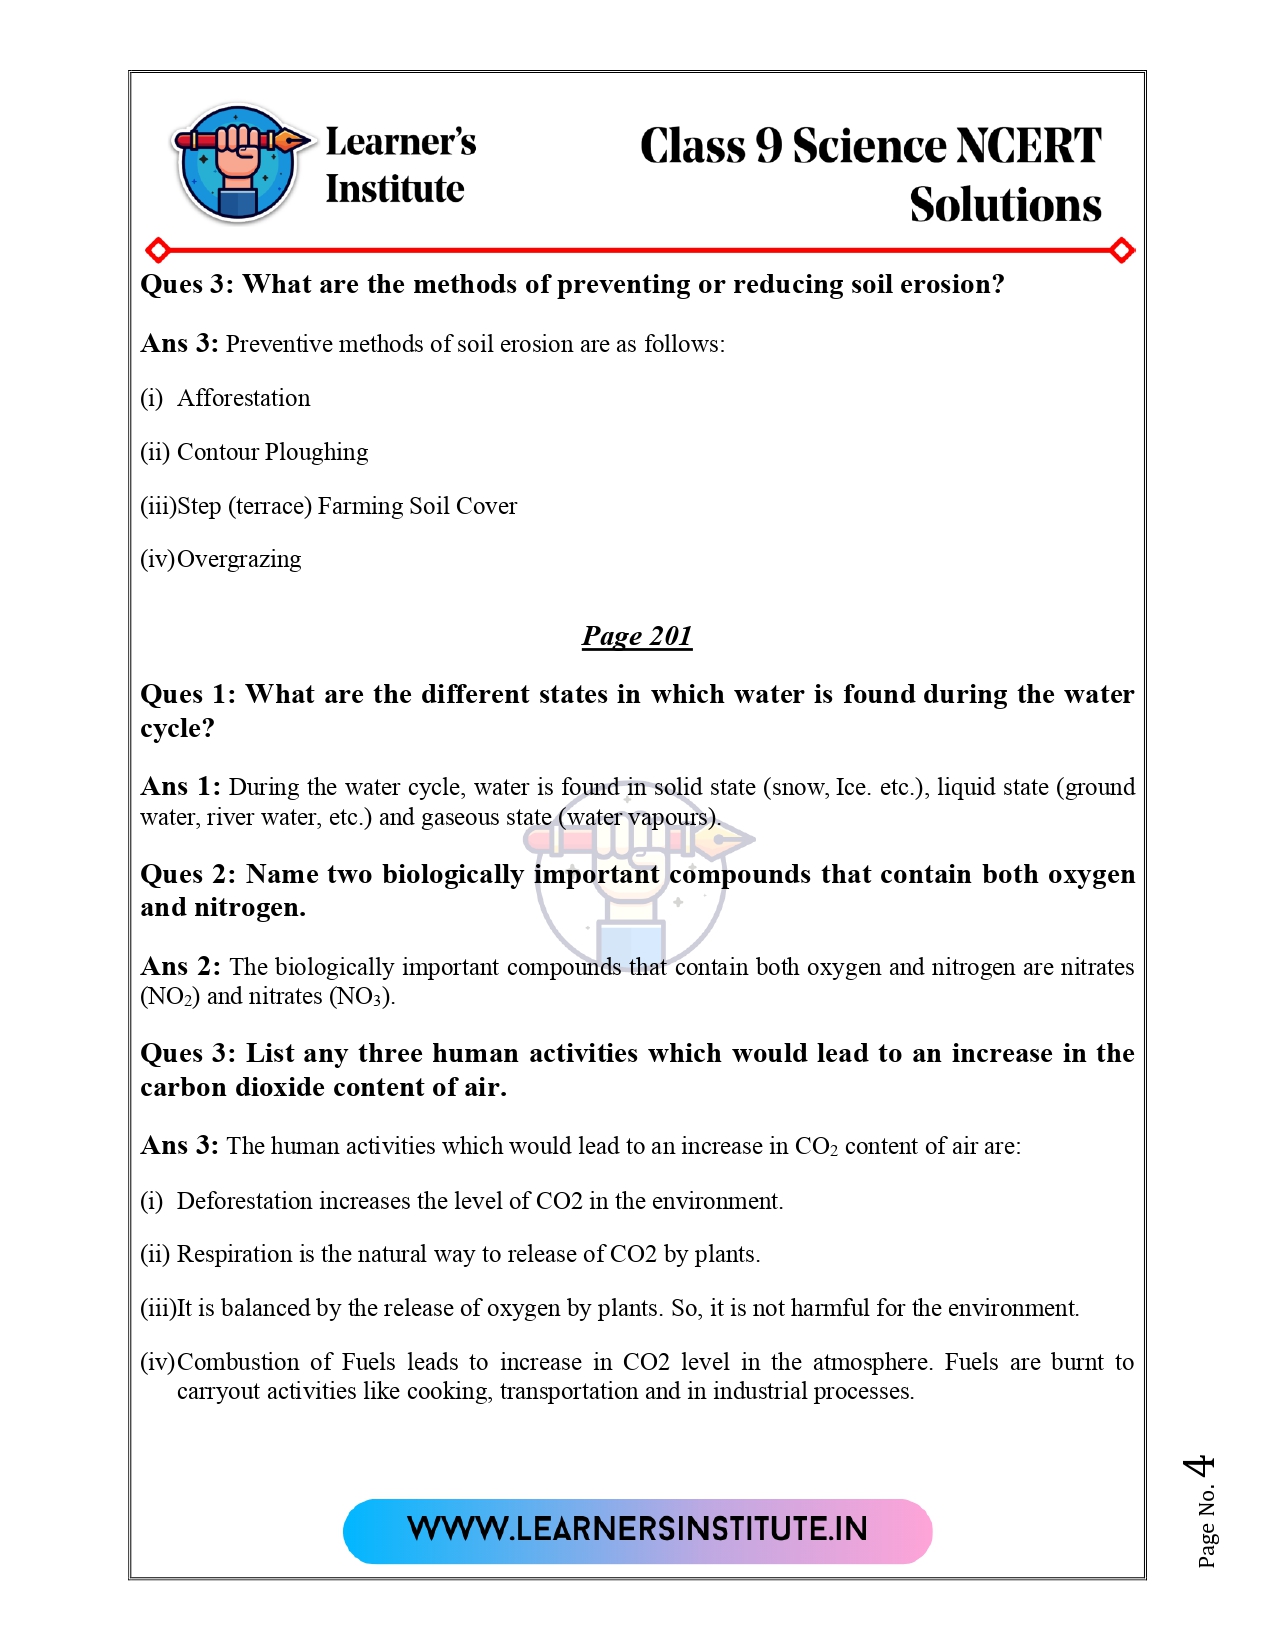 Learner's
Institute
Class 9 Science NCERT
Solutions
Ques 3: What are the methods of preventing or reducing soil erosion?
Ans 3: Preventive methods of soil erosion are as follows:
(i) Afforestation
(ii) Contour Ploughing
(iii)Step (terrace) Farming Soil Cover
(iv)Overgrazing
Page 201
Ques 1: What are the different states in which water is found during the water
cycle?
Ans 1: During the water cycle, water is found in solid state (snow, Ice. etc.), liquid state (ground
water, river water, etc.) and gaseous state (water vapours).
Ques 2: Name two biologically important compounds that contain both oxygen
and nitrogen.
Ans 2: The biologically important compounds that contain both oxygen and nitrogen are nitrates
(NO₂) and nitrates (NO₃).
Ques 3: List any three human activities which would lead to an increase in the
carbon dioxide content of air.
Ans 3: The human activities which would lead to an increase in CO₂ content of air are:
(i) Deforestation increases the level of CO2 in the environment.
(ii) Respiration is the natural way to release of CO2 by plants.
(iii)It is balanced by the release of oxygen by plants. So, it is not harmful for the environment.
(iv)Combustion of Fuels leads to increase in CO2 level in the atmosphere. Fuels are burnt to
carryout activities like cooking, transportation and in industrial processes.
Page No. 4
WWW.LEARNERSINSTITUTE.IN